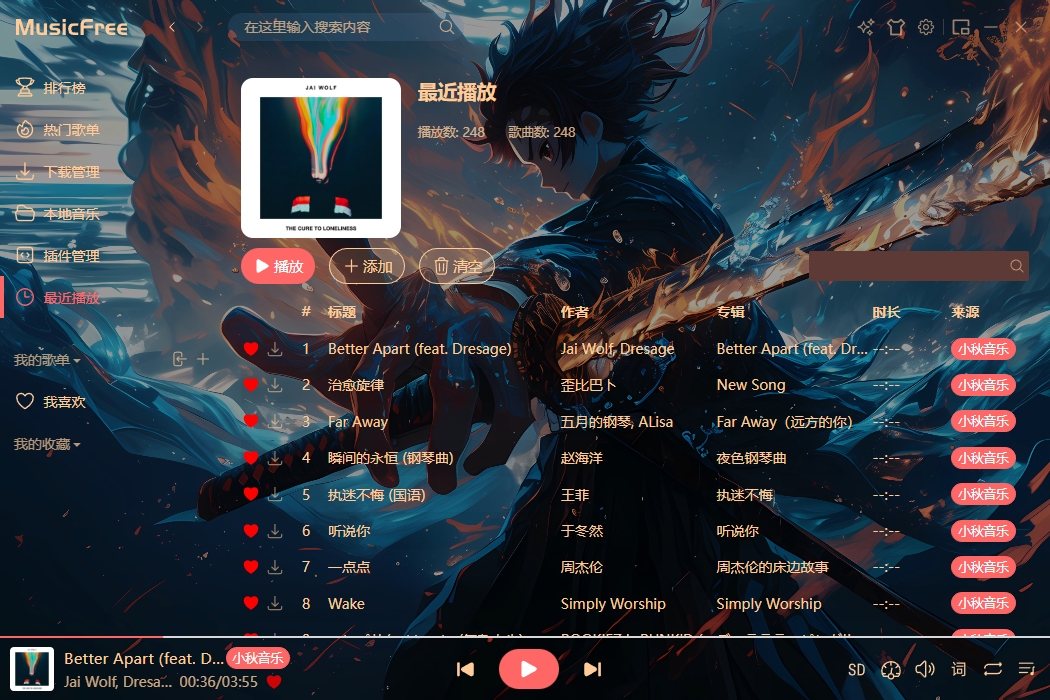 MusicFree
在这里输入搜索内容
排行榜
热门歌单
下载管理
本地音乐
插件管理
最近播放
我的歌单
我喜欢
我的收藏
JAI WOLF
THE CURE TO LONELINESS
最近播放
播放数: 248 歌曲数: 248
播放 添加 清空
# 标题 作者 专辑 时长 来源
1 Better Apart (feat. Dresage) Jai Wolf, Dresage Better Apart (feat. Dr... --:-- 小秋音乐
2 治愈旋律 歪比巴卜 New Song --:-- 小秋音乐
3 Far Away 五月的钢琴, ALisa Far Away（远方的你） --:-- 小秋音乐
4 瞬间的永恒 (钢琴曲) 赵海洋 夜色钢琴曲 --:-- 小秋音乐
5 执迷不悔 (国语) 王菲 执迷不悔 --:-- 小秋音乐
6 听说你 于冬然 听说你 --:-- 小秋音乐
7 一点点 周杰伦 周杰伦的床边故事 --:-- 小秋音乐
8 Wake Simply Worship Simply Worship --:-- 小秋音乐
Better Apart (feat. D... 小秋音乐
Jai Wolf, Dresa... 00:36/03:55
SD 词